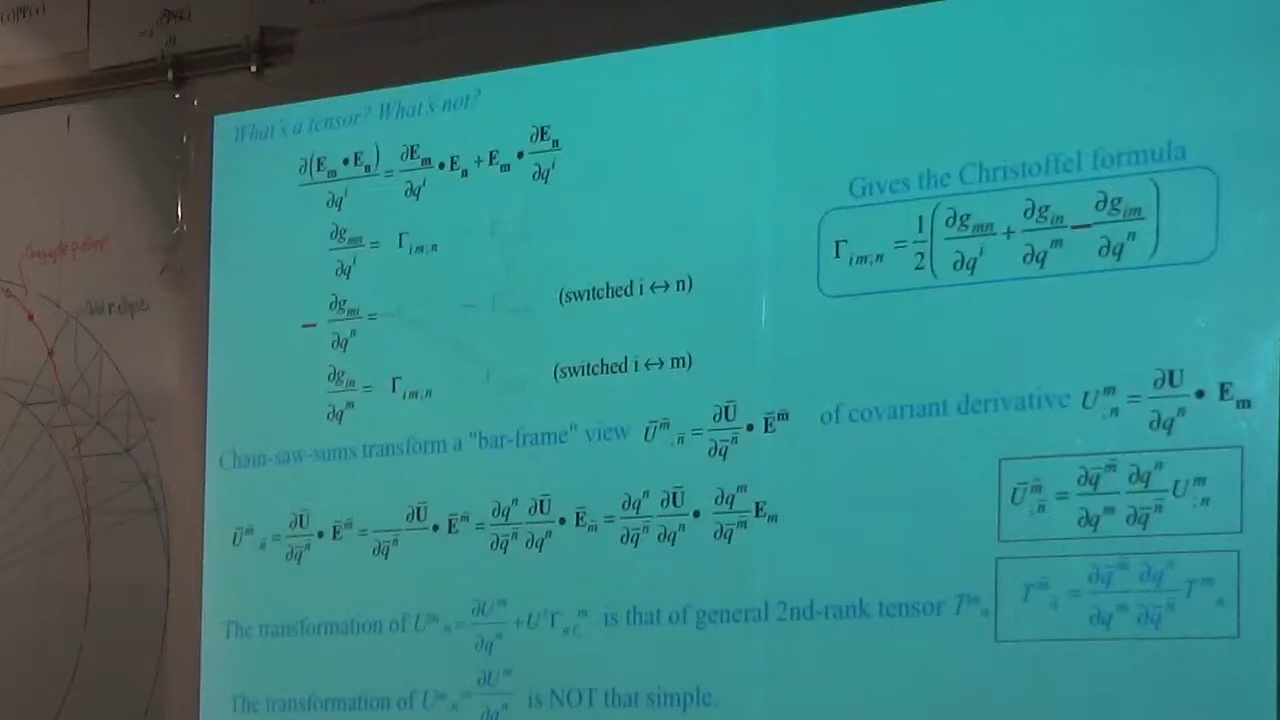 What's a tensor? What's not?
∂(E_m • E_n)/∂q^i = ∂E_m/∂q^i • E_n + E_m • ∂E_n/∂q^i
∂g_mn/∂q^i = Γ_im;n
− ∂g_mi/∂q^n = (switched i ↔ n)
∂g_in/∂q^m = Γ_im;n (switched i ↔ m)
Gives the Christoffel formula
Γ_im;n = 1/2 ( ∂g_mn/∂q^i + ∂g_in/∂q^m − ∂g_im/∂q^n )
Chain-saw-sums transform a "bar-frame" view Ū^m̄_;n̄ = ∂Ū/∂q̄^n̄ • Ē^m̄ of covariant derivative U^m_;n = ∂U/∂q^n • E_m
Ū^m̄_;n̄ = ∂Ū/∂q̄^n̄ • Ē^m̄ = ∂Ū/∂q̄^n̄ • Ē^m̄ = ∂q^n/∂q̄^n̄ ∂Ū/∂q^n • Ē_m̄ = ∂q^n/∂q̄^n̄ ∂Ū/∂q^n • ∂q^m/∂q̄^m̄ E_m
Ū^m̄_;n̄ = ∂q̄^m̄/∂q^m ∂q^n/∂q̄^n̄ U^m_;n
The transformation of U^m_;n = ∂U^m/∂q^n + U^ℓ Γ_nℓ;^m is that of general 2nd-rank tensor T^m_n
T^m̄_n̄ = ∂q̄^m̄/∂q^m ∂q^n/∂q̄^n̄ T^m_n
The transformation of U^m_,n = ∂U^m/∂q^n is NOT that simple.